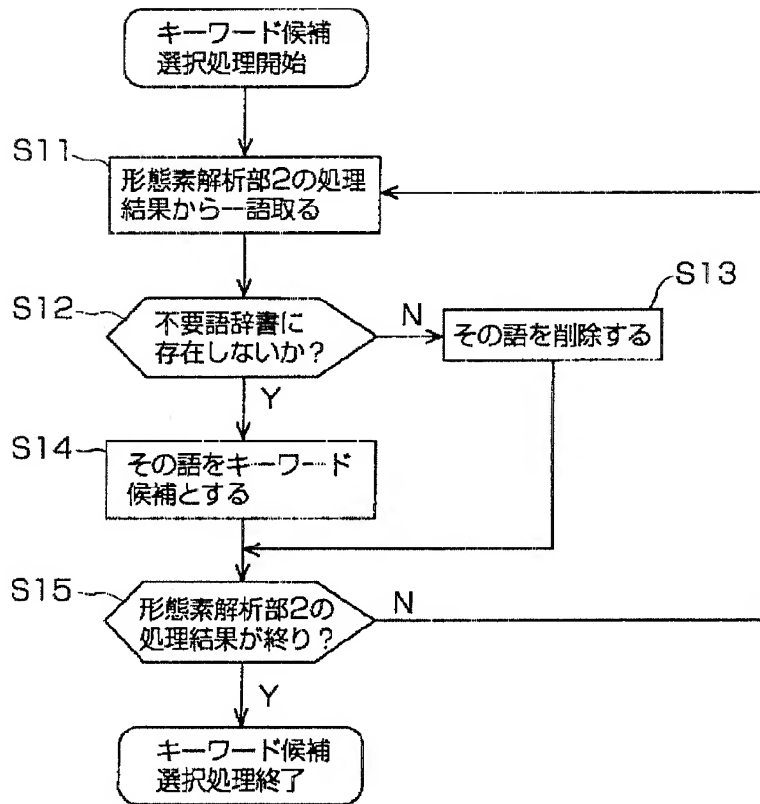 キーワード候補
選択処理開始
S11
形態素解析部2の処理
結果から一語取る
S12
不要語辞書に
存在しないか?
N
S13
その語を削除する
Y
S14
その語をキーワード
候補とする
S15
形態素解析部2の
処理結果が終り?
N
Y
キーワード候補
選択処理終了